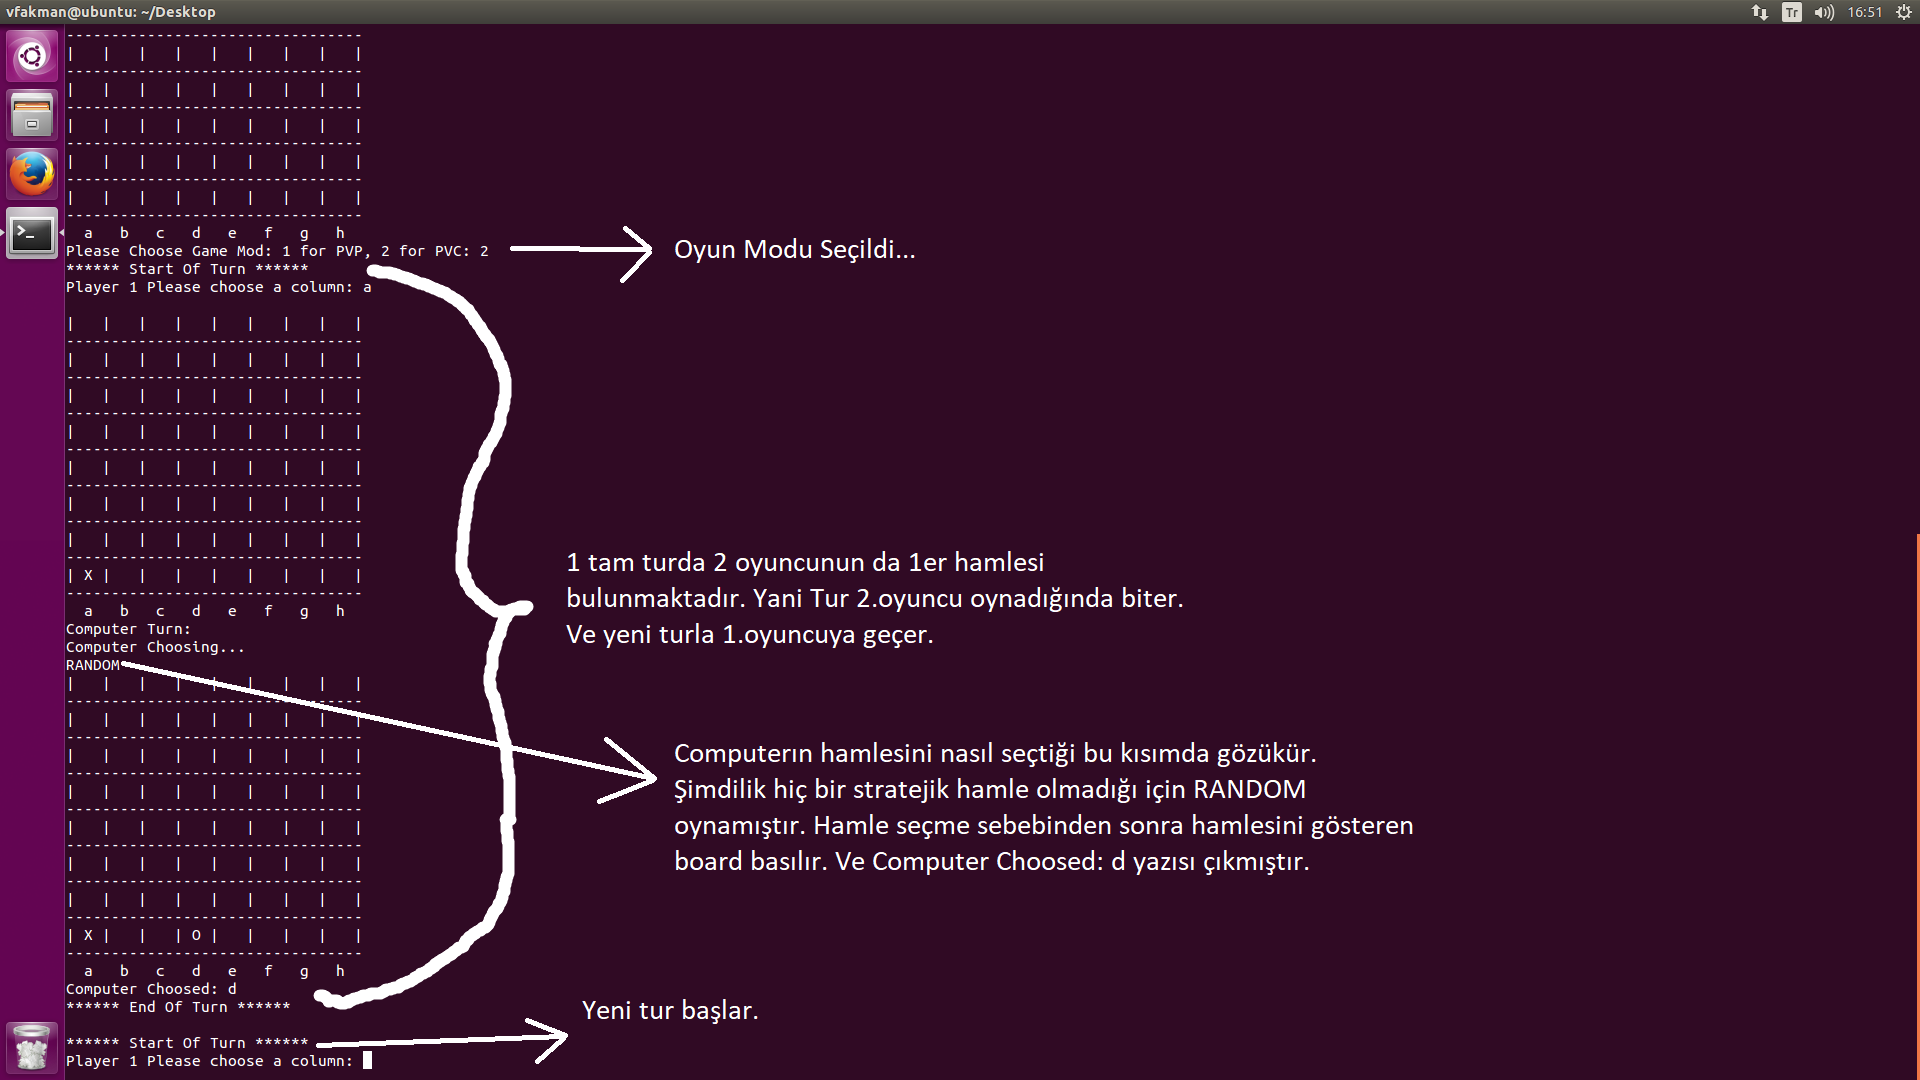 vfakman@ubuntu: ~/Desktop
Tr
16:51
-----------------------------
|   |   |   |   |   |   |   |   |
---------------------------------
|   |   |   |   |   |   |   |   |
---------------------------------
|   |   |   |   |   |   |   |   |
---------------------------------
|   |   |   |   |   |   |   |   |
---------------------------------
|   |   |   |   |   |   |   |   |
---------------------------------
  a   b   c   d   e   f   g   h
Please Choose Game Mod: 1 for PVP, 2 for PVC: 2
Oyun Modu Seçildi...
****** Start Of Turn ******
Player 1 Please choose a column: a
|   |   |   |   |   |   |   |   |
---------------------------------
|   |   |   |   |   |   |   |   |
---------------------------------
|   |   |   |   |   |   |   |   |
---------------------------------
|   |   |   |   |   |   |   |   |
---------------------------------
|   |   |   |   |   |   |   |   |
---------------------------------
|   |   |   |   |   |   |   |   |
---------------------------------
|   |   |   |   |   |   |   |   |
---------------------------------
| X |   |   |   |   |   |   |   |
---------------------------------
  a   b   c   d   e   f   g   h
1 tam turda 2 oyuncunun da 1er hamlesi
bulunmaktadır. Yani Tur 2.oyuncu oynadığında biter.
Ve yeni turla 1.oyuncuya geçer.
Computer Turn:
Computer Choosing...
RANDOM
|   |   |   |   |   |   |   |   |
---------------------------------
|   |   |   |   |   |   |   |   |
---------------------------------
|   |   |   |   |   |   |   |   |
---------------------------------
|   |   |   |   |   |   |   |   |
---------------------------------
|   |   |   |   |   |   |   |   |
---------------------------------
|   |   |   |   |   |   |   |   |
---------------------------------
|   |   |   |   |   |   |   |   |
---------------------------------
| X |   |   | O |   |   |   |   |
---------------------------------
  a   b   c   d   e   f   g   h
Computerın hamlesini nasıl seçtiği bu kısımda gözükür.
Şimdilik hiç bir stratejik hamle olmadığı için RANDOM
oynamıştır. Hamle seçme sebebinden sonra hamlesini gösteren
board basılır. Ve Computer Choosed: d yazısı çıkmıştır.
Computer Choosed: d
****** End Of Turn ******
Yeni tur başlar.
****** Start Of Turn ******
Player 1 Please choose a column: